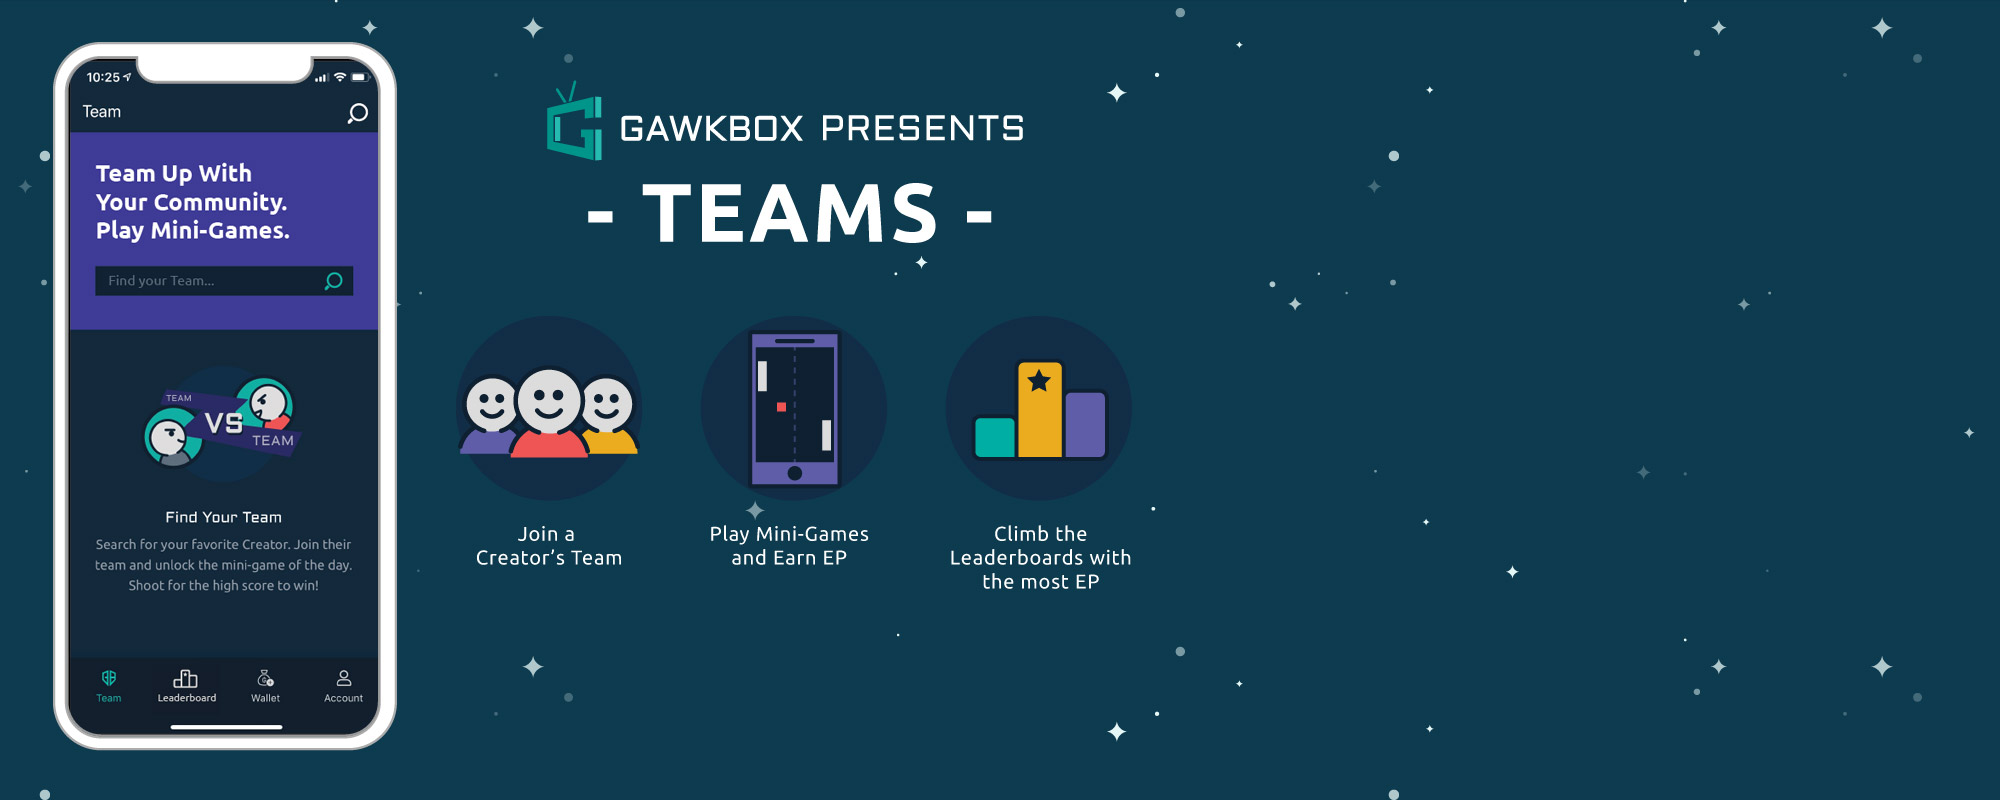 10:25
Team
Team Up With
Your Community.
Play Mini-Games.
Find your Team...
TEAM
VS
TEAM
Find Your Team
Search for your favorite Creator. Join their
team and unlock the mini-game of the day.
Shoot for the high score to win!
Team
Leaderboard
Wallet
Account
GAWKBOX PRESENTS
- TEAMS -
Join a
Creator's Team
Play Mini-Games
and Earn EP
Climb the
Leaderboards with
the most EP